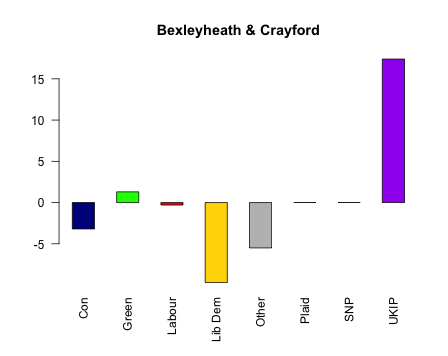 Bexleyheath & Crayford
15
10
5
0
-5
Con
Green
Labour
Lib Dem
Other
Plaid
SNP
UKIP